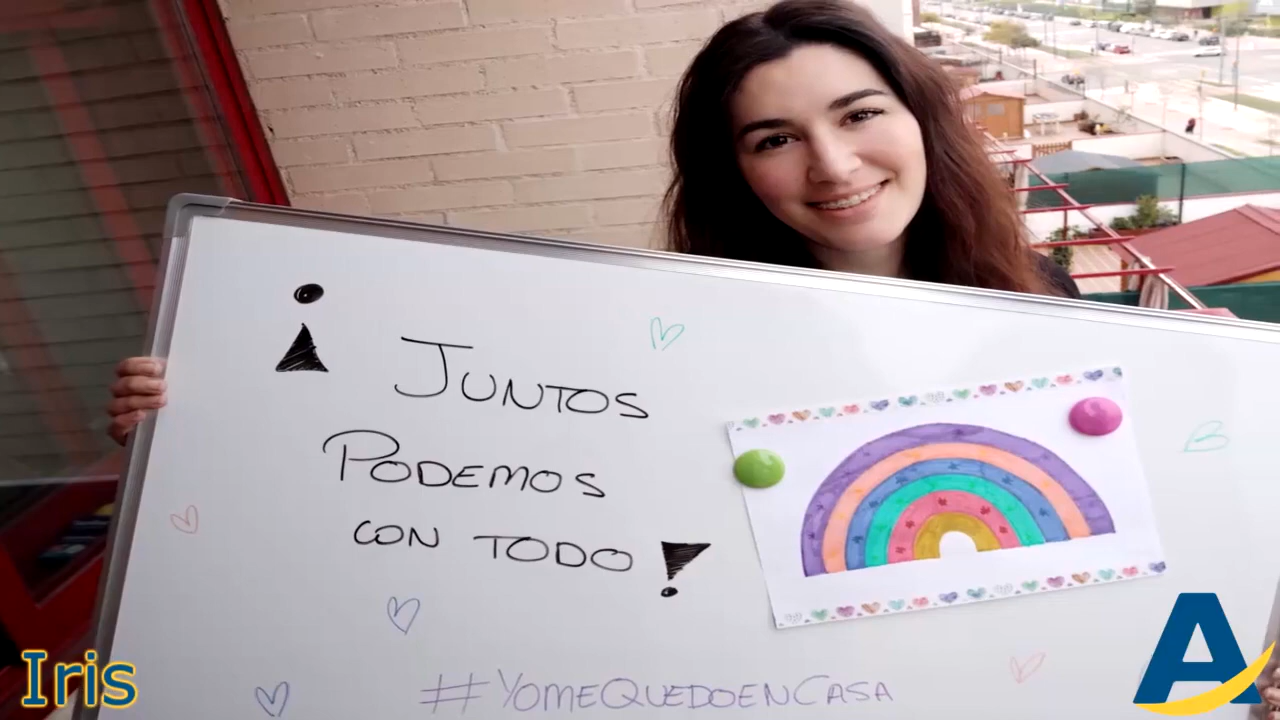 ¡ JUNTOS
PODEMOS
CON TODO !
#YOMEQUEDOENCASA
Iris
A